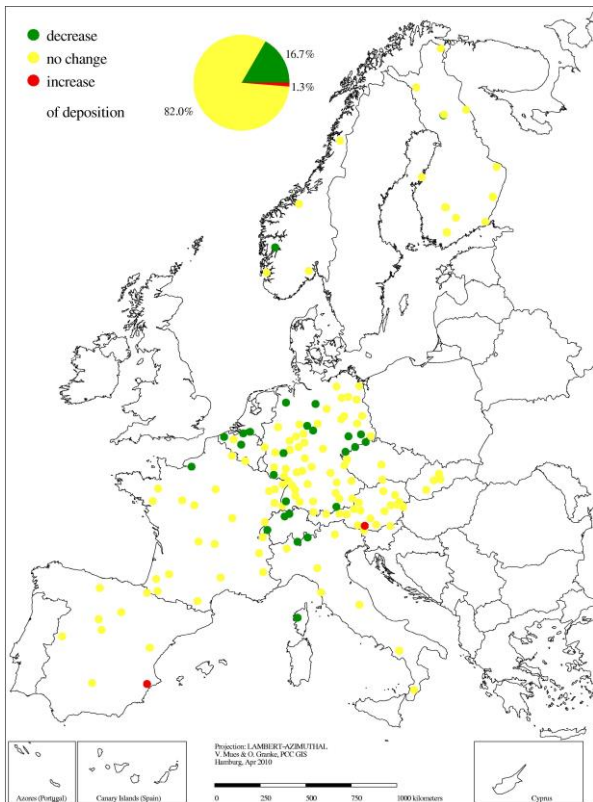 decrease
no change
increase
of deposition
16.7%
1.3%
82.0%
Projection: LAMBERT-AZIMUTHAL
V. Mues & O. Granke, PCC GIS
Hamburg, Apr 2010
0 250 500 750 1000 kilometers
Azores (Portugal)
Canary Islands (Spain)
Cyprus